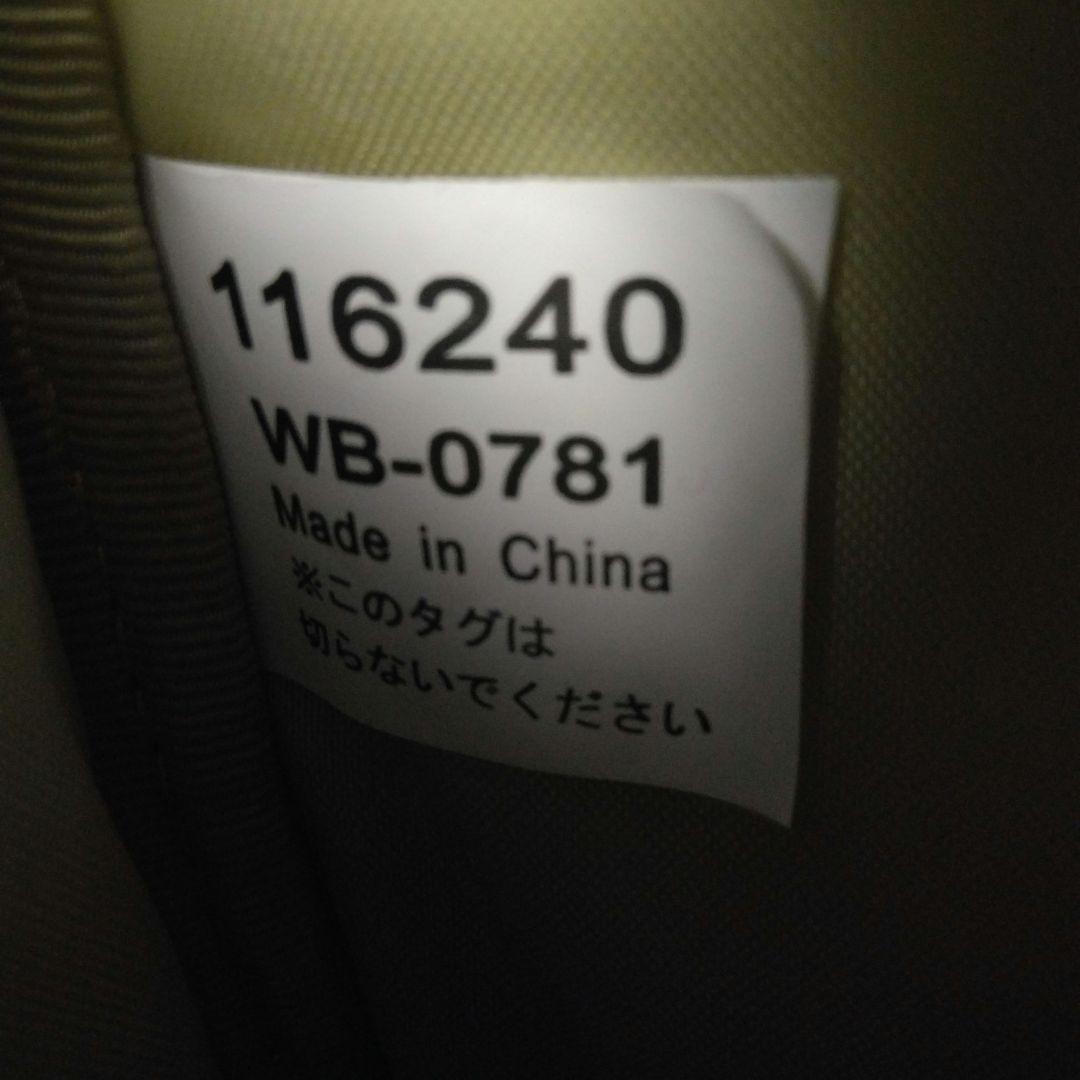 116240
WB-0781
Made in China
※このタグは
切らないでください